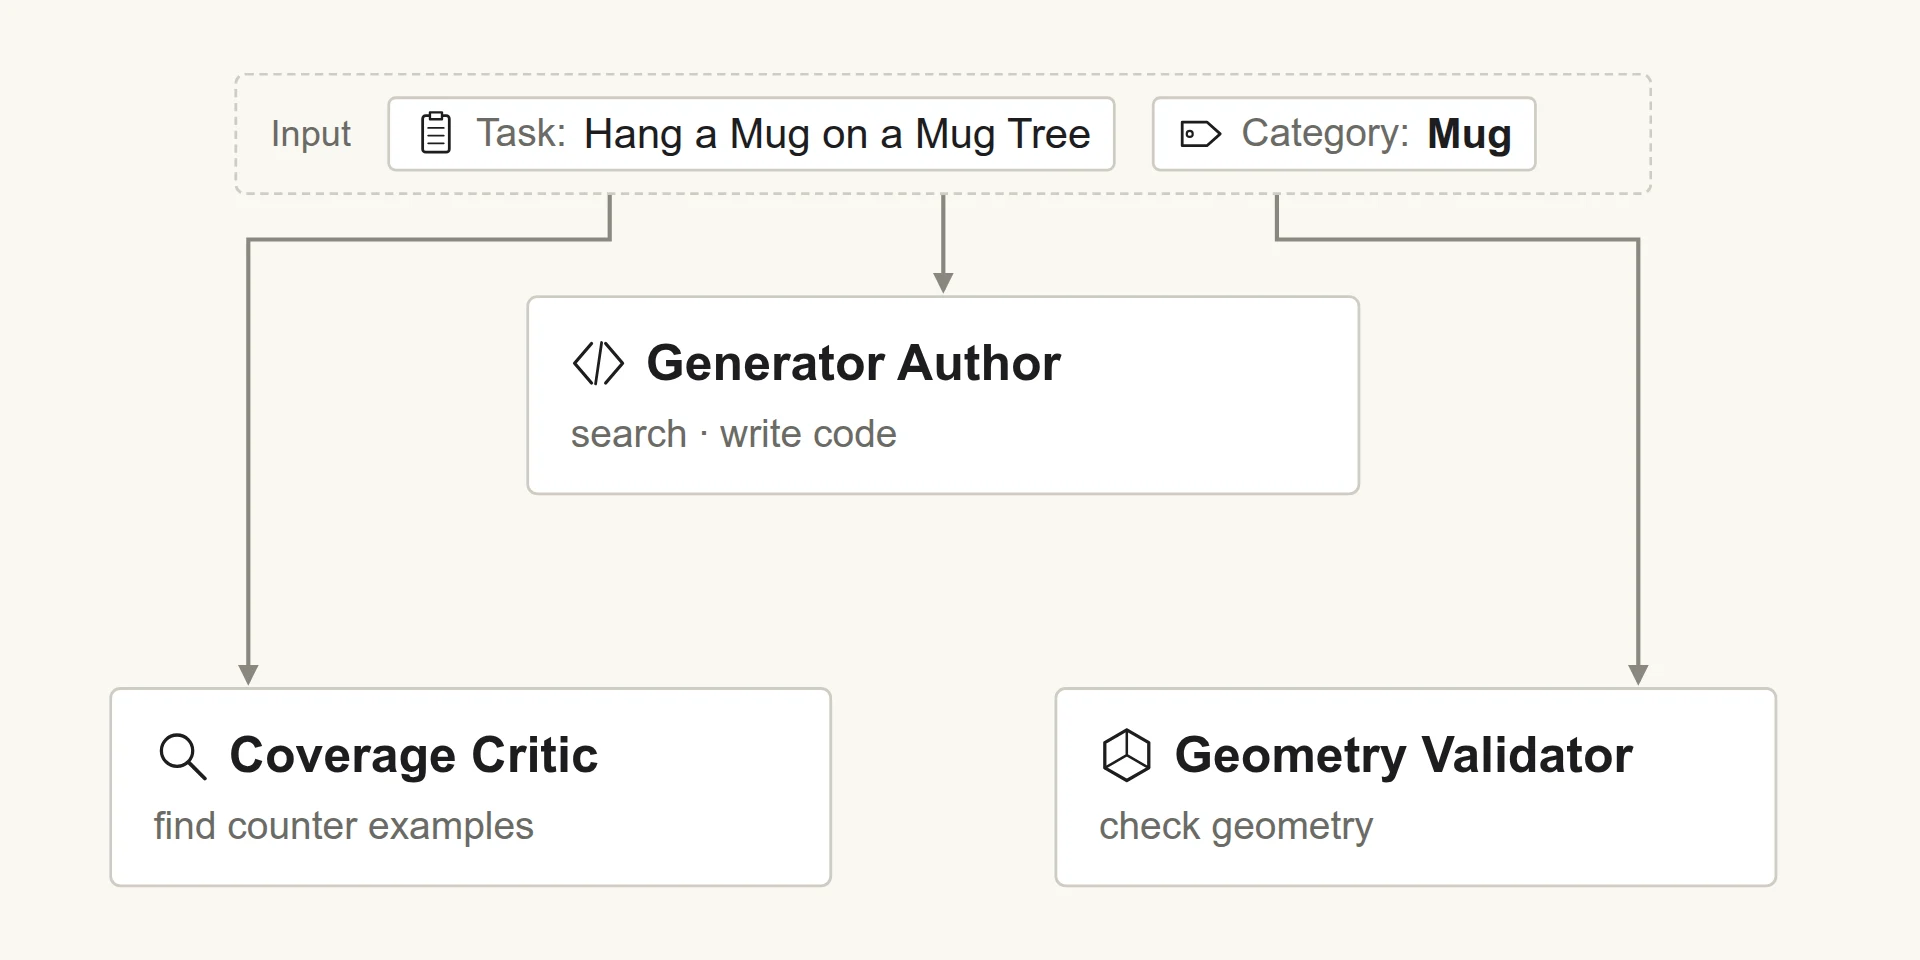 Input
Task: Hang a Mug on a Mug Tree
Category: Mug
Generator Author
search · write code
Coverage Critic
find counter examples
Geometry Validator
check geometry